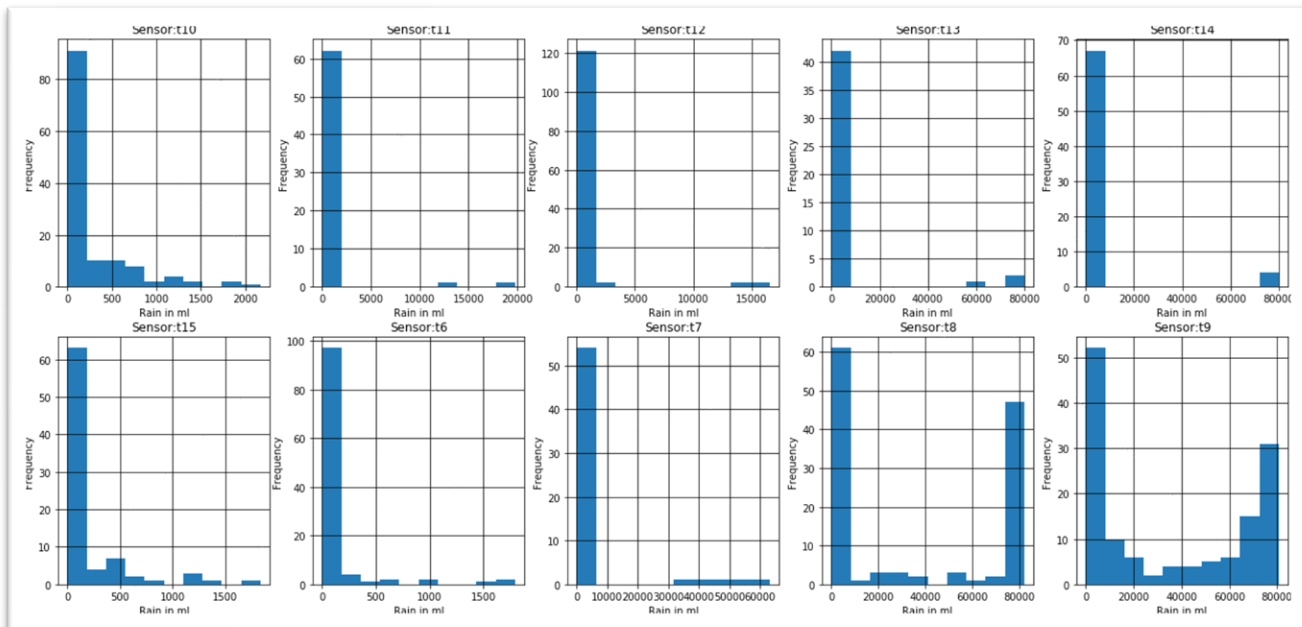 Sensor:t10 Sensor:t11 Sensor:t12 Sensor:t13 Sensor:t14
80 60 40 20 0
Frequency
0 500 1000 1500 2000
Rain in ml
60 50 40 30 20 10 0
Frequency
0 5000 10000 15000 20000
Rain in ml
120 100 80 60 40 20 0
Frequency
0 5000 10000 15000
Rain in ml
40 35 30 25 20 15 10 5 0
Frequency
0 20000 40000 60000 80000
Rain in ml
70 60 50 40 30 20 10 0
Frequency
0 20000 40000 60000 80000
Rain in ml
Sensor:t15 Sensor:t6 Sensor:t7 Sensor:t8 Sensor:t9
60 50 40 30 20 10 0
Frequency
0 500 1000 1500
Rain in ml
100 80 60 40 20 0
Frequency
0 500 1000 1500
Rain in ml
50 40 30 20 10 0
Frequency
0 10000 20000 30000 40000 50000 60000
Rain in ml
60 50 40 30 20 10 0
Frequency
0 20000 40000 60000 80000
Rain in ml
50 40 30 20 10 0
Frequency
0 20000 40000 60000 80000
Rain in ml